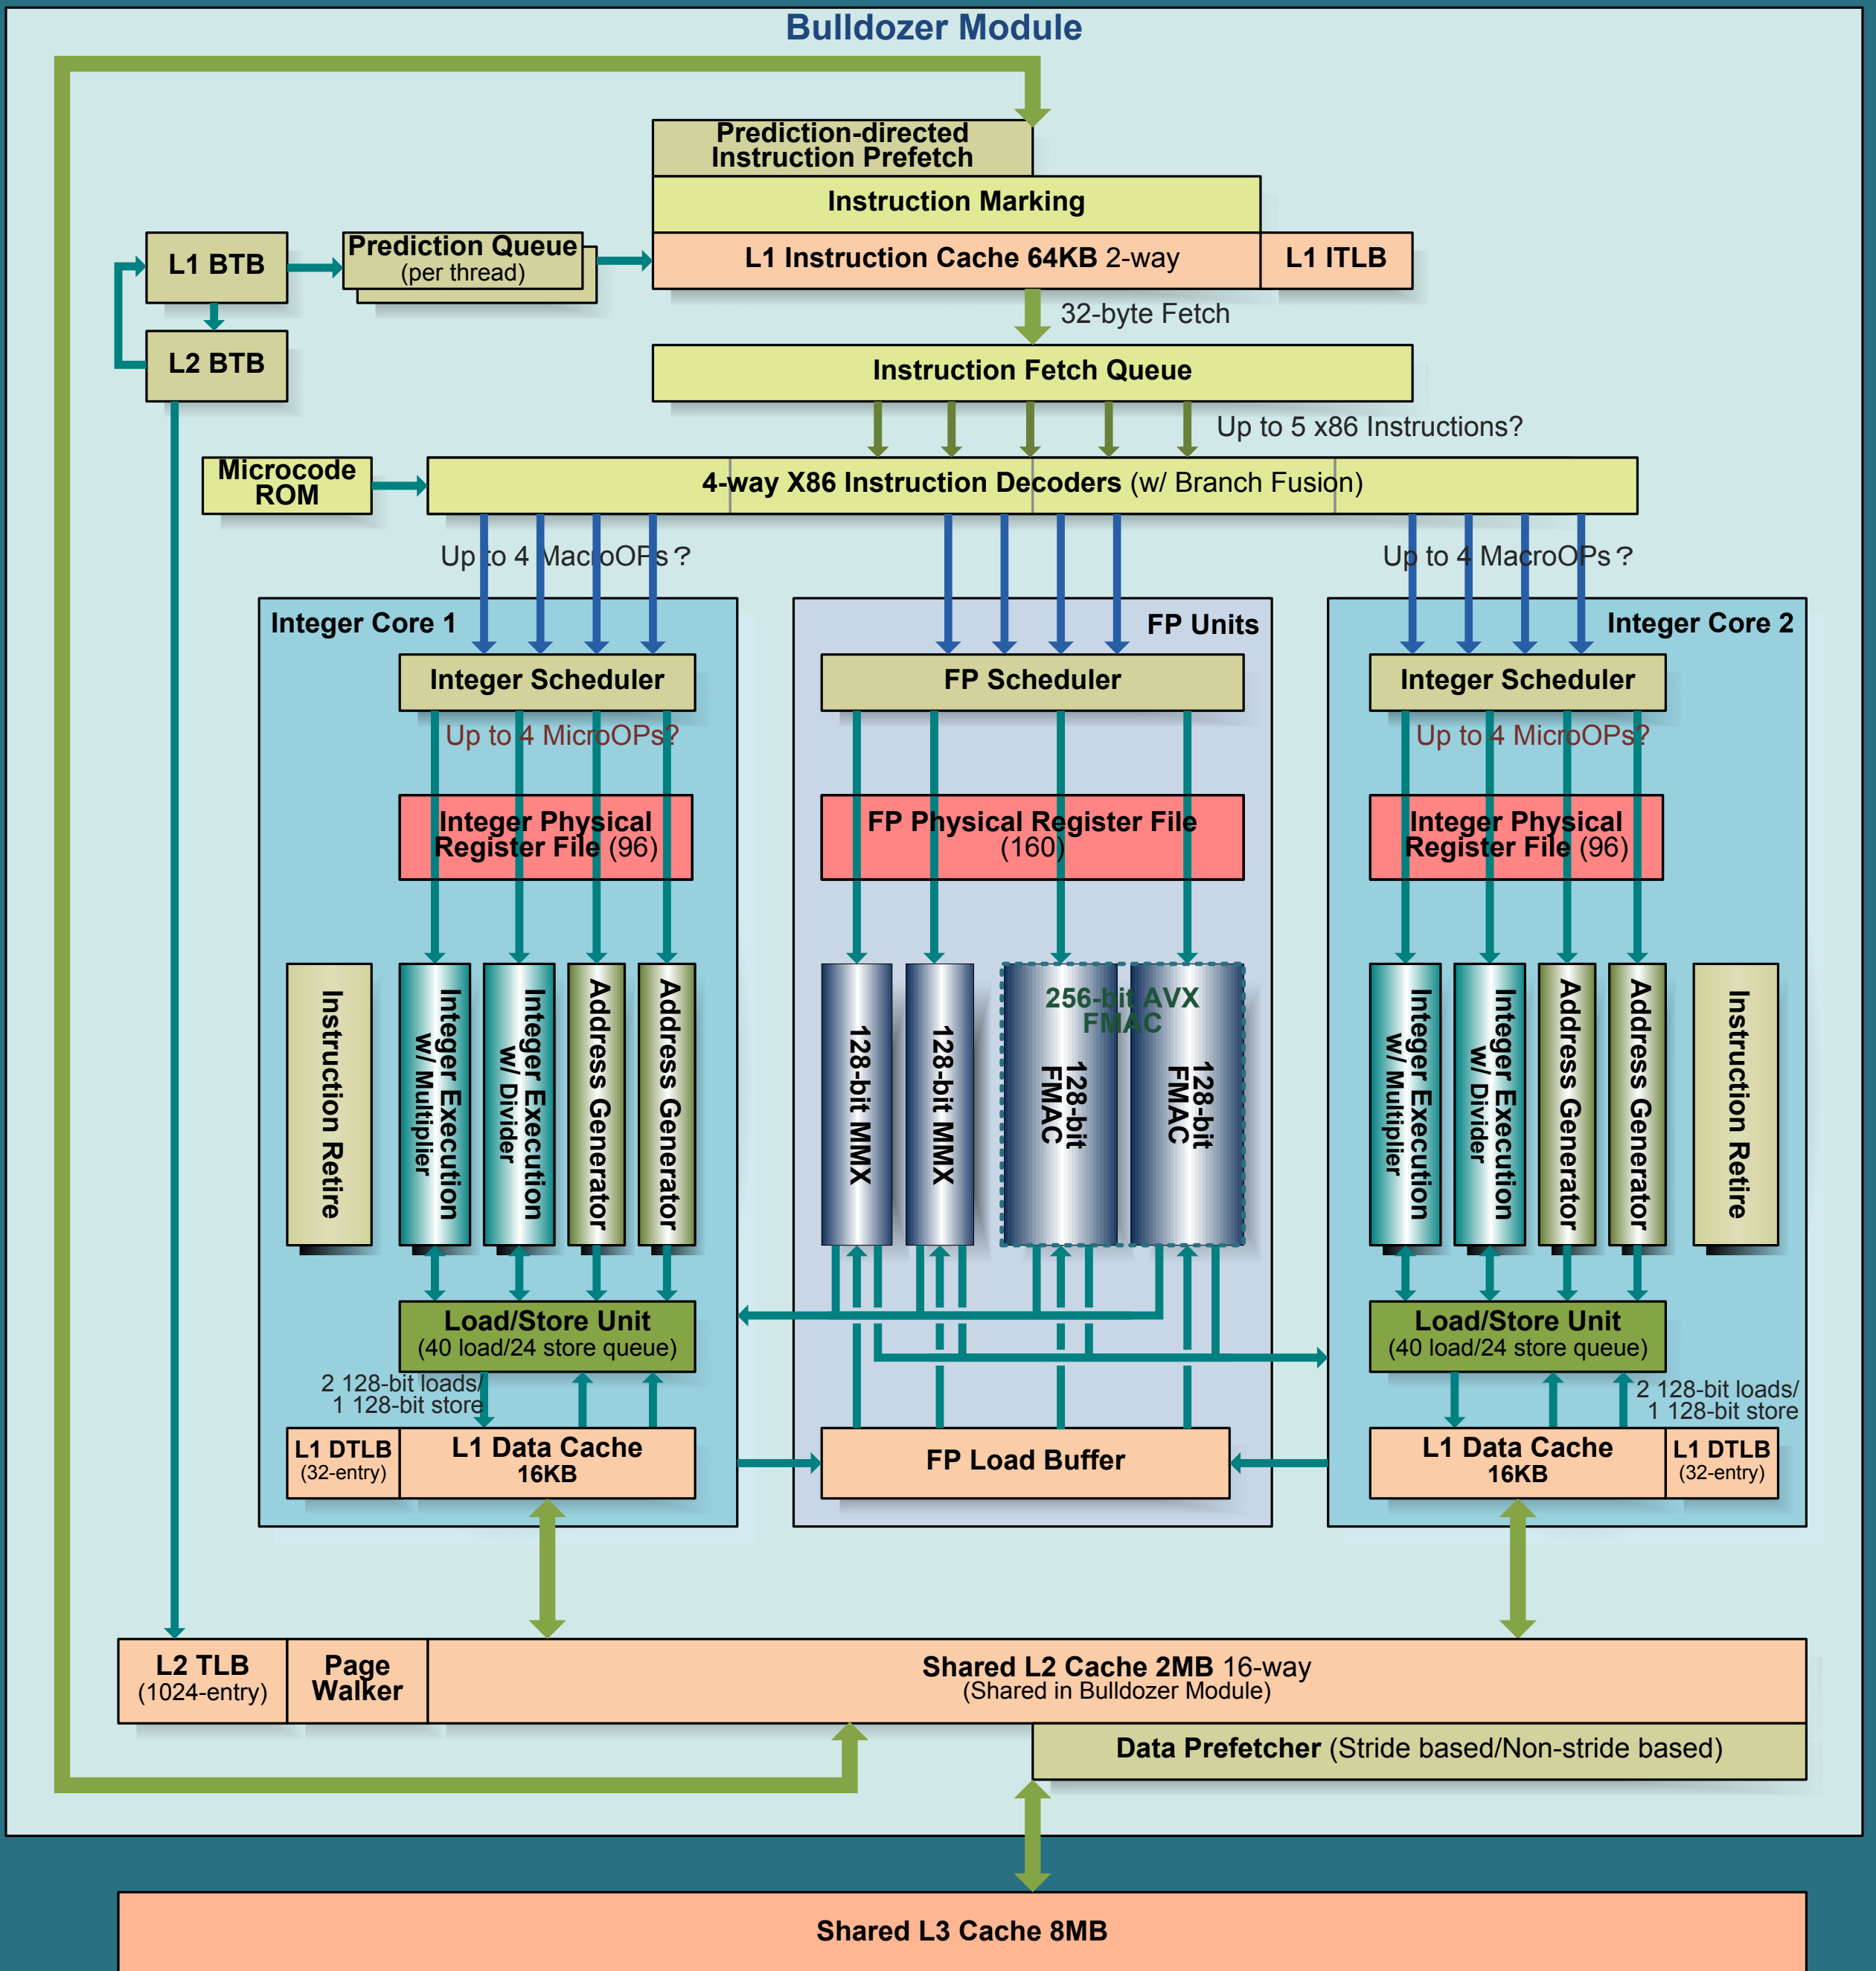 Bulldozer Module
Prediction-directed
Instruction Prefetch
Instruction Marking
L1 BTB
Prediction Queue
(per thread)
L1 Instruction Cache 64KB 2-way
L1 ITLB
32-byte Fetch
L2 BTB
Instruction Fetch Queue
Up to 5 x86 Instructions?
Microcode
ROM
4-way X86 Instruction Decoders (w/ Branch Fusion)
Up to 4 MacroOPs?
Up to 4 MacroOPs?
Integer Core 1
FP Units
Integer Core 2
Integer Scheduler
FP Scheduler
Integer Scheduler
Up to 4 MicroOPs?
Up to 4 MicroOPs?
Integer Physical
Register File (96)
FP Physical Register File
(160)
Integer Physical
Register File (96)
Instruction Retire
Integer Execution
w/ Multiplier
Integer Execution
w/ Divider
Address Generator
Address Generator
128-bit MMX
128-bit MMX
256-bit AVX
FMAC
128-bit
FMAC
128-bit
FMAC
Integer Execution
w/ Multiplier
Integer Execution
w/ Divider
Address Generator
Address Generator
Instruction Retire
Load/Store Unit
(40 load/24 store queue)
Load/Store Unit
(40 load/24 store queue)
2 128-bit loads/
1 128-bit store
2 128-bit loads/
1 128-bit store
L1 DTLB
(32-entry)
L1 Data Cache
16KB
FP Load Buffer
L1 Data Cache
16KB
L1 DTLB
(32-entry)
L2 TLB
(1024-entry)
Page
Walker
Shared L2 Cache 2MB 16-way
(Shared in Bulldozer Module)
Data Prefetcher (Stride based/Non-stride based)
Shared L3 Cache 8MB